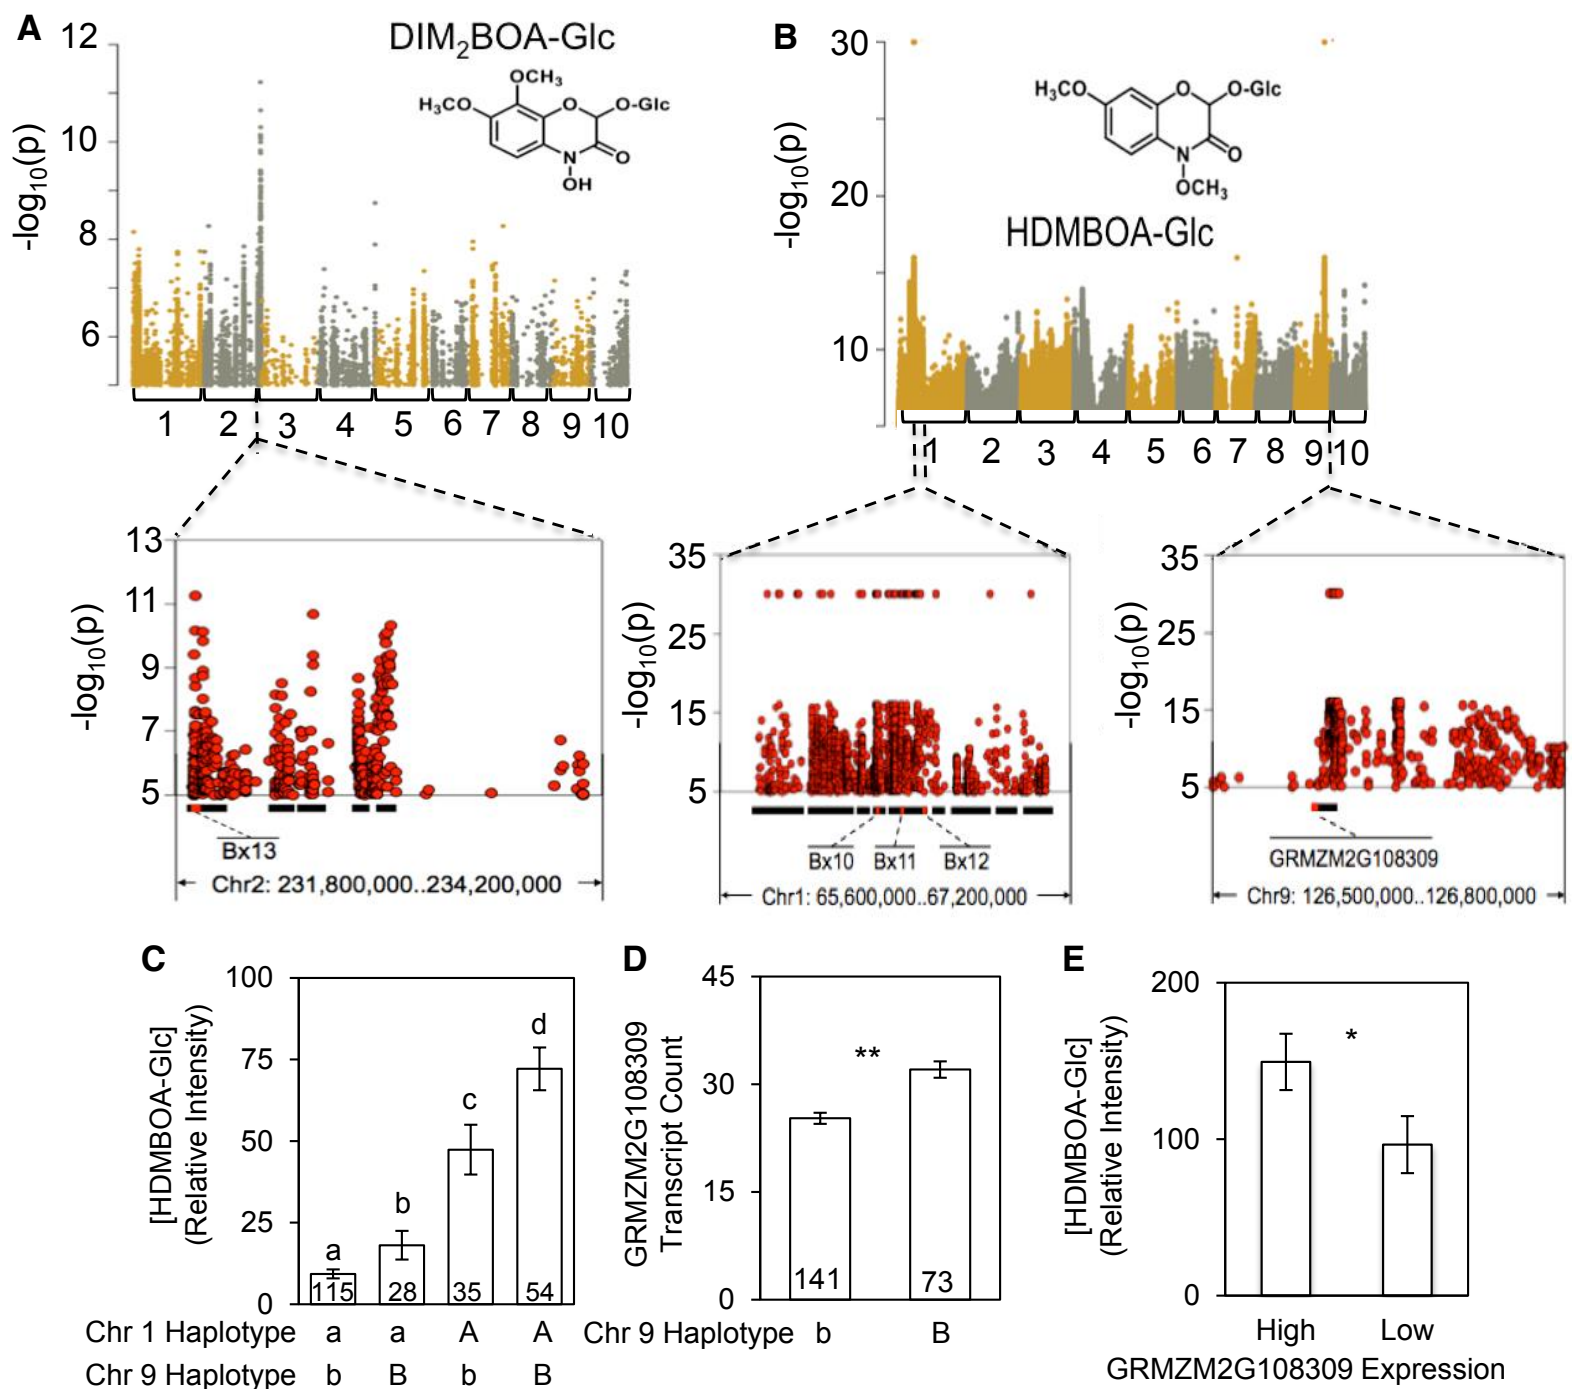 A
DIM2BOA-Glc
12
10
8
6
-log10(p)
OCH3
H3CO
O
O-Glc
N
O
OH
1 2 3 4 5 6 7 8 9 10
13
11
9
7
5
-log10(p)
Bx13
Chr2: 231,800,000..234,200,000
B
30
20
10
-log10(p)
H3CO
O
O-Glc
N
O
OCH3
HDMBOA-Glc
1 2 3 4 5 6 7 8 9 10
35
25
15
5
-log10(p)
Bx10 Bx11 Bx12
Chr1: 65,600,000..67,200,000
35
25
15
5
-log10(p)
GRMZM2G108309
Chr9: 126,500,000..126,800,000
C
100
75
50
25
0
[HDMBOA-Glc]
(Relative Intensity)
a b c d
115 28 35 54
Chr 1 Haplotype a a A A
Chr 9 Haplotype b B b B
D
45
30
15
0
GRMZM2G108309
Transcript Count
**
141 73
Chr 9 Haplotype b B
E
200
100
0
[HDMBOA-Glc]
(Relative Intensity)
*
High Low
GRMZM2G108309 Expression